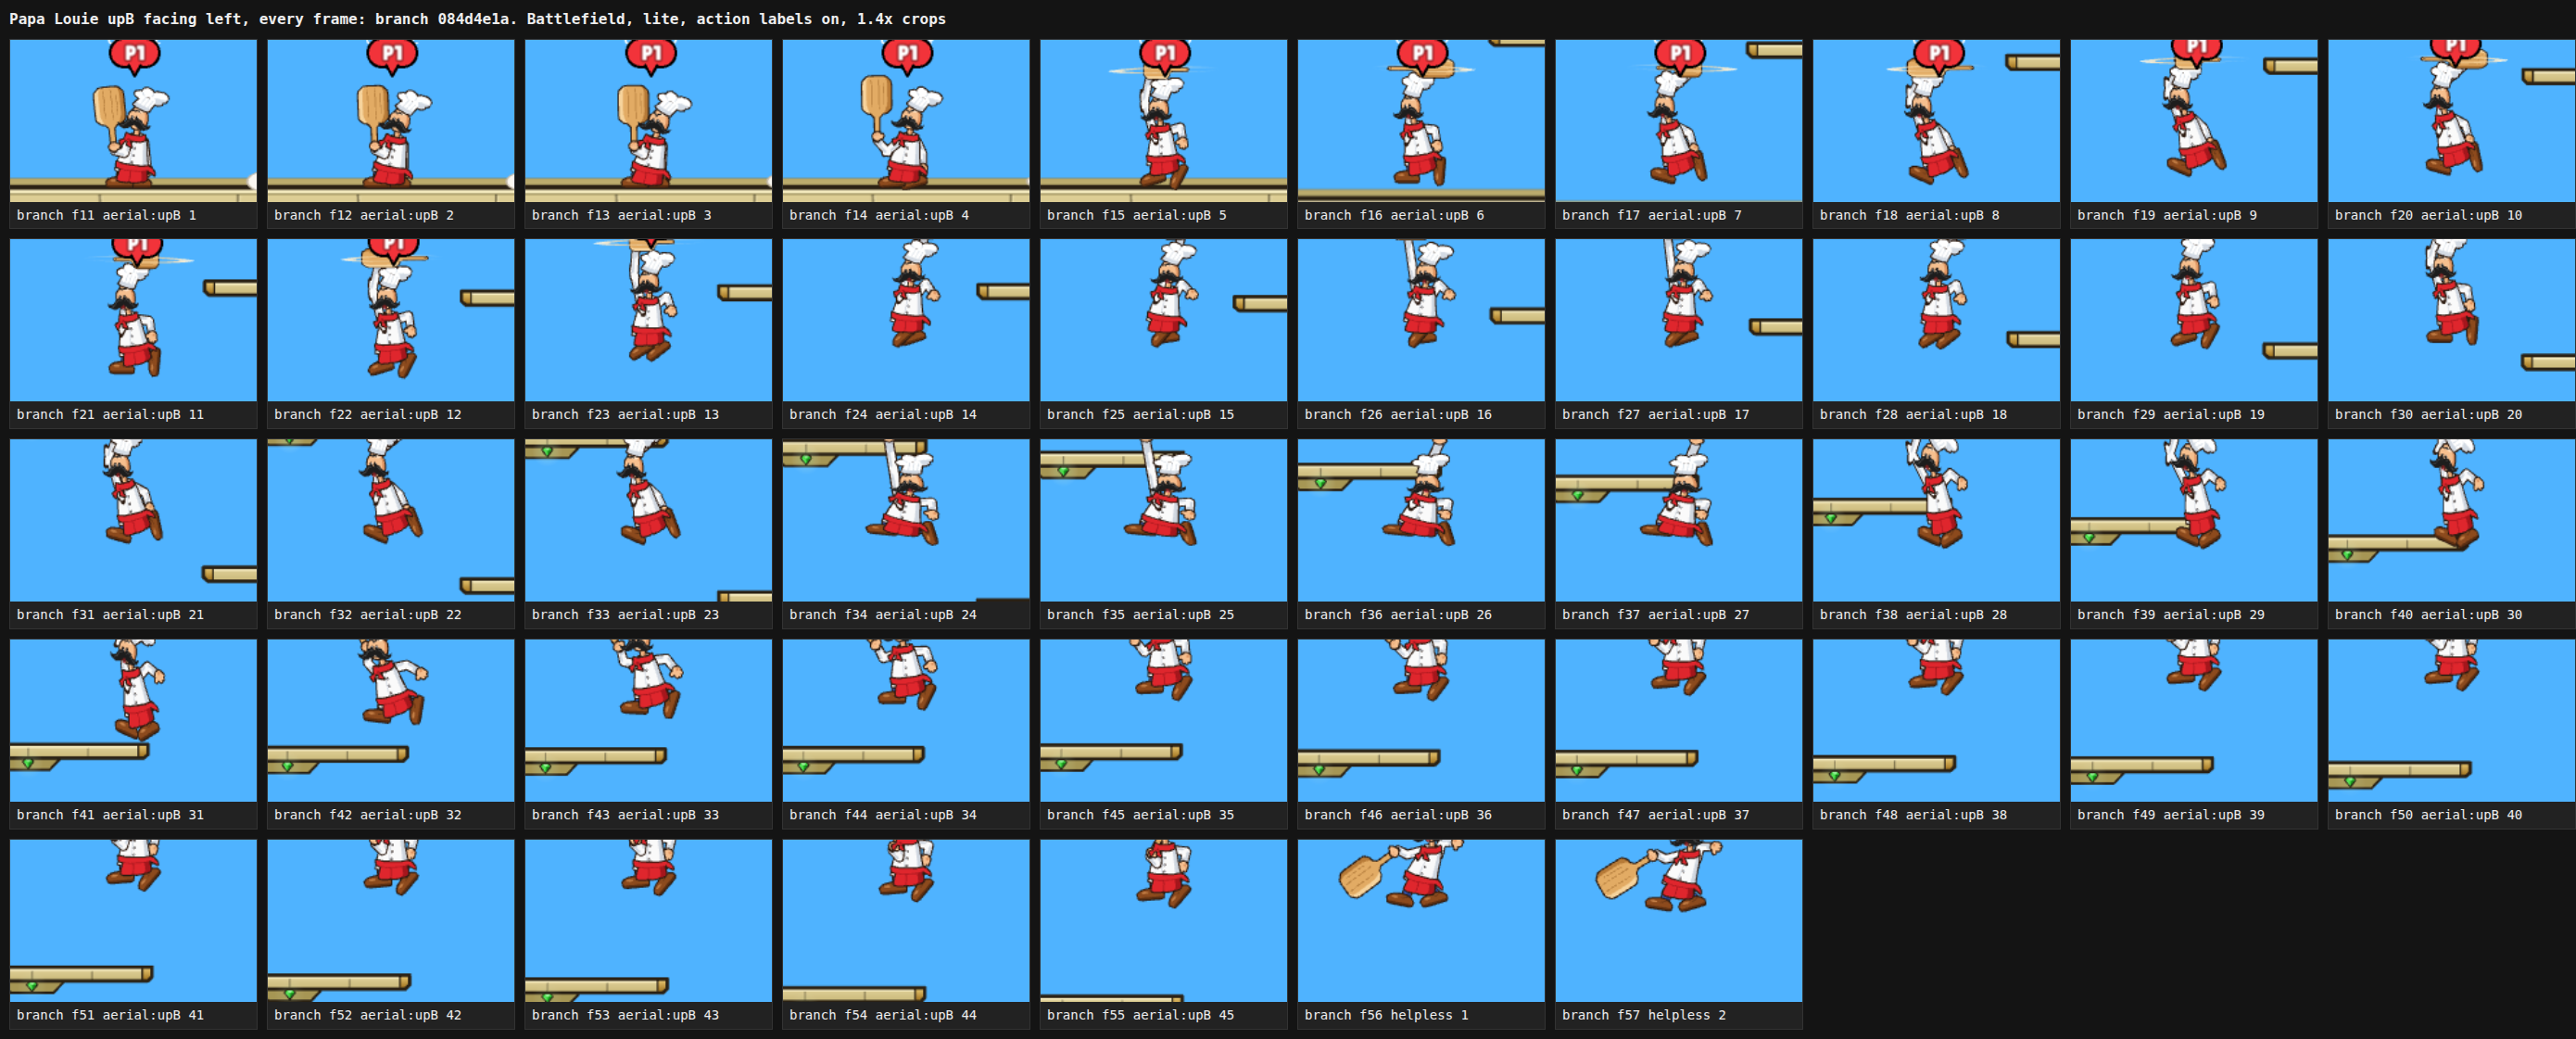 Papa Louie upB facing left, every frame: branch 084d4e1a. Battlefield, lite, action labels on, 1.4x crops
P1 P1 P1 P1 P1 P1 P1 P1 P1 P1
branch f11 aerial:upB 1 branch f12 aerial:upB 2 branch f13 aerial:upB 3 branch f14 aerial:upB 4 branch f15 aerial:upB 5 branch f16 aerial:upB 6 branch f17 aerial:upB 7 branch f18 aerial:upB 8 branch f19 aerial:upB 9 branch f20 aerial:upB 10
P1 P1
branch f21 aerial:upB 11 branch f22 aerial:upB 12 branch f23 aerial:upB 13 branch f24 aerial:upB 14 branch f25 aerial:upB 15 branch f26 aerial:upB 16 branch f27 aerial:upB 17 branch f28 aerial:upB 18 branch f29 aerial:upB 19 branch f30 aerial:upB 20
branch f31 aerial:upB 21 branch f32 aerial:upB 22 branch f33 aerial:upB 23 branch f34 aerial:upB 24 branch f35 aerial:upB 25 branch f36 aerial:upB 26 branch f37 aerial:upB 27 branch f38 aerial:upB 28 branch f39 aerial:upB 29 branch f40 aerial:upB 30
branch f41 aerial:upB 31 branch f42 aerial:upB 32 branch f43 aerial:upB 33 branch f44 aerial:upB 34 branch f45 aerial:upB 35 branch f46 aerial:upB 36 branch f47 aerial:upB 37 branch f48 aerial:upB 38 branch f49 aerial:upB 39 branch f50 aerial:upB 40
branch f51 aerial:upB 41 branch f52 aerial:upB 42 branch f53 aerial:upB 43 branch f54 aerial:upB 44 branch f55 aerial:upB 45 branch f56 helpless 1 branch f57 helpless 2